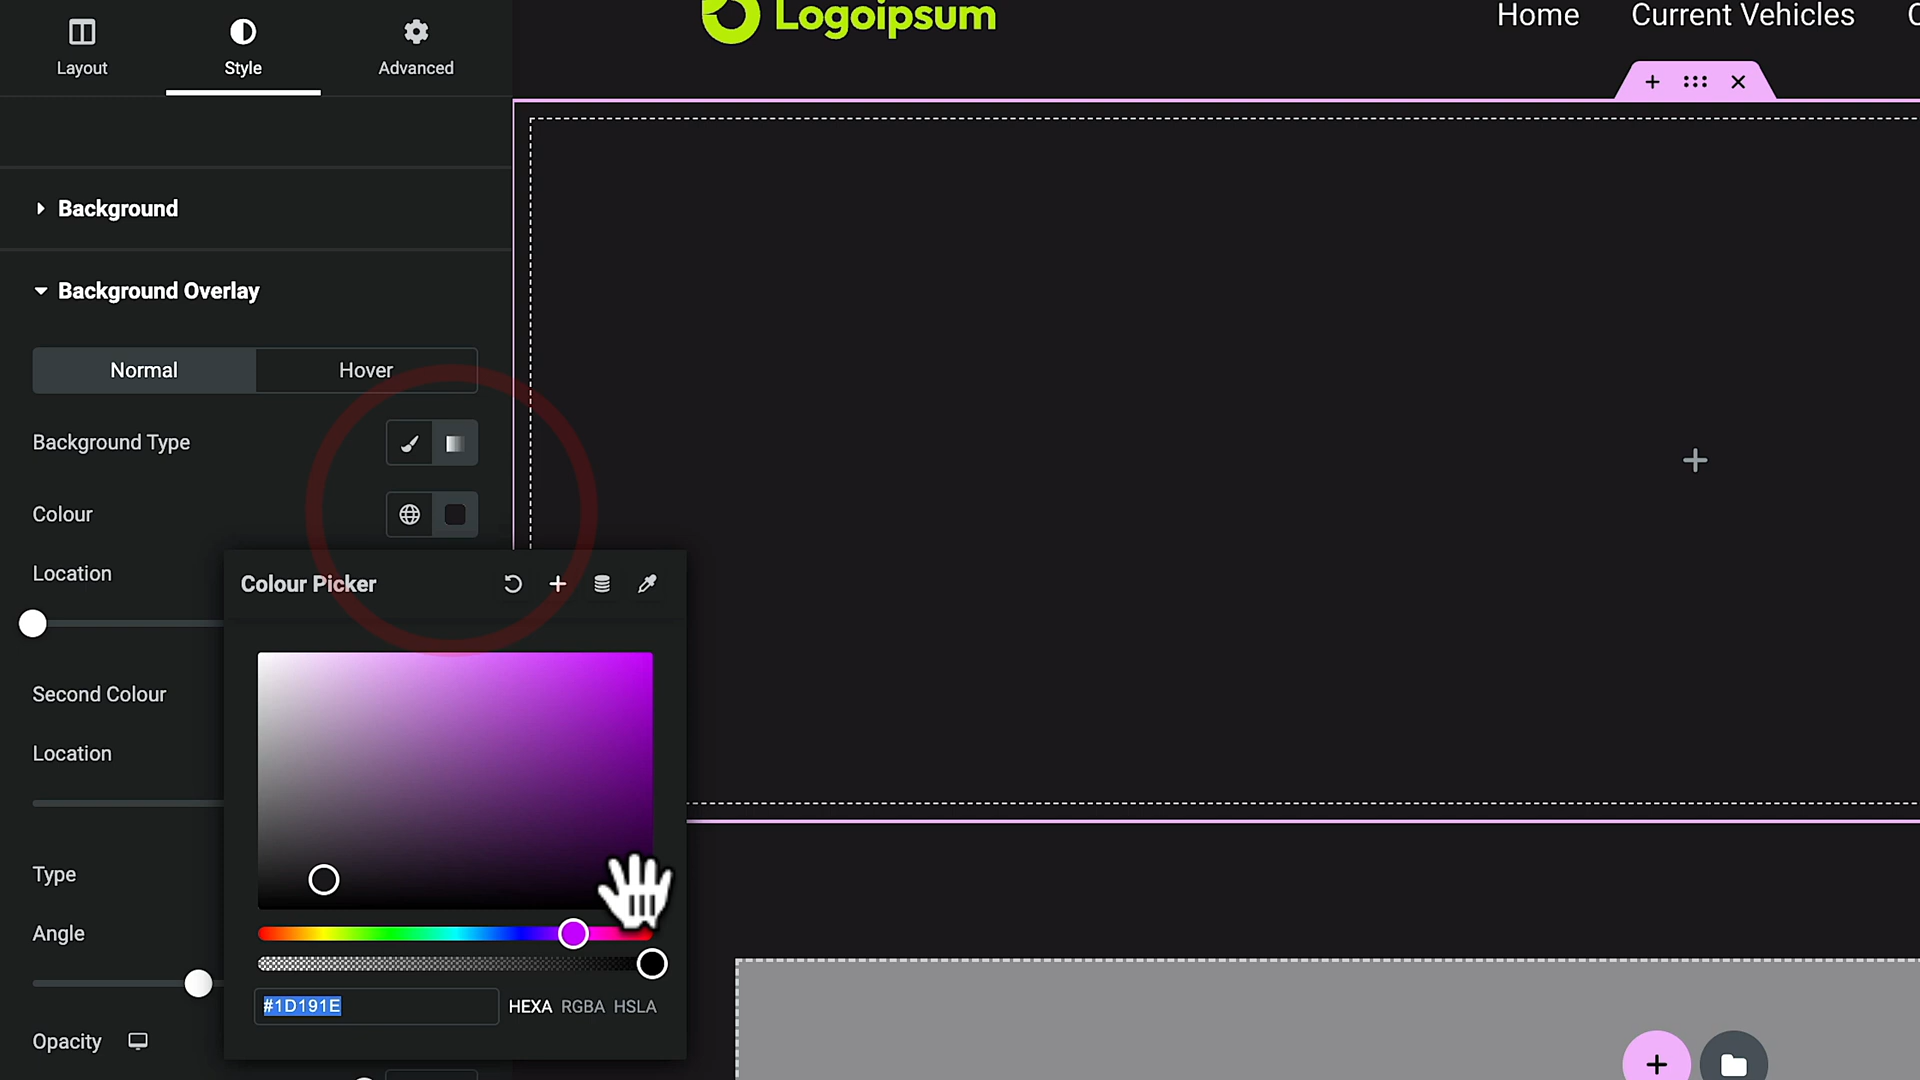 Logoipsum
Home
Current Vehicles
Layout
Style
Advanced
Background
Background Overlay
Normal
Hover
Background Type
Colour
Location
Colour Picker
Second Colour
Location
Type
Angle
#1D191E
HEXA RGBA HSLA
Opacity